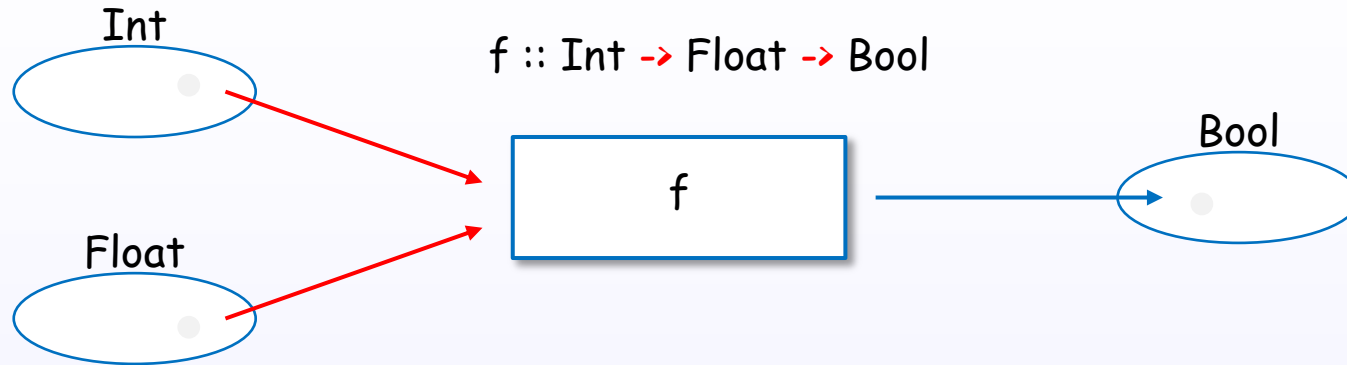 Int
f :: Int -> Float -> Bool
Bool
f
Float